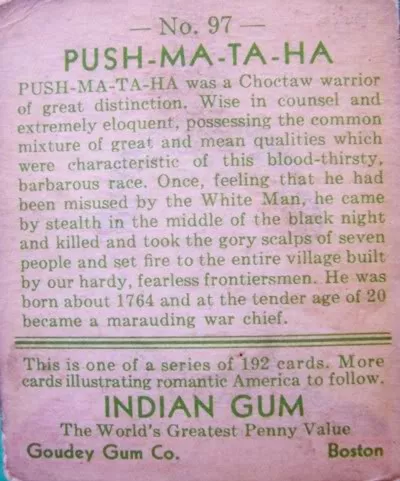 — No. 97 —
PUSH-MA-TA-HA
PUSH-MA-TA-HA was a Choctaw warrior
of great distinction. Wise in counsel and
extremely eloquent, possessing the common
mixture of great and mean qualities which
were characteristic of this blood-thirsty,
barbarous race. Once, feeling that he had
been misused by the White Man, he came
by stealth in the middle of the black night
and killed and took the gory scalps of seven
people and set fire to the entire village built
by our hardy, fearless frontiersmen. He was
born about 1764 and at the tender age of 20
became a marauding war chief.
This is one of a series of 192 cards. More
cards illustrating romantic America to follow.
INDIAN GUM
The World's Greatest Penny Value
Goudey Gum Co. Boston